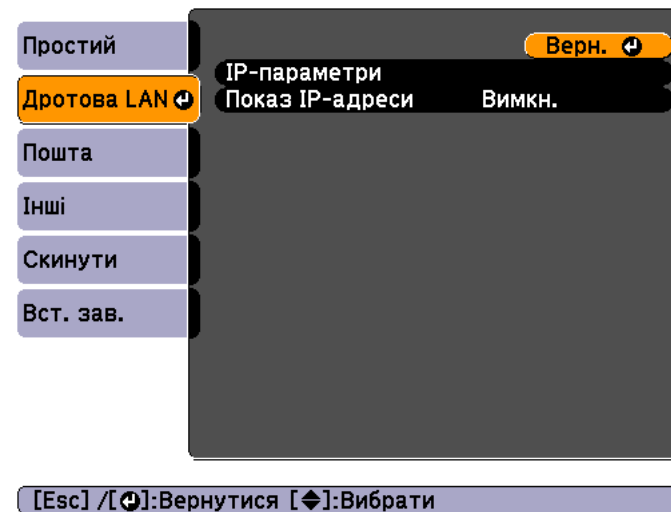 Простий
Дротова LAN
Пошта
Інші
Скинути
Вст. зав.
Верн.
IP-параметри
Показ IP-адреси Вимкн.
[Esc] /[⏎]:Вернутися [◆]:Вибрати